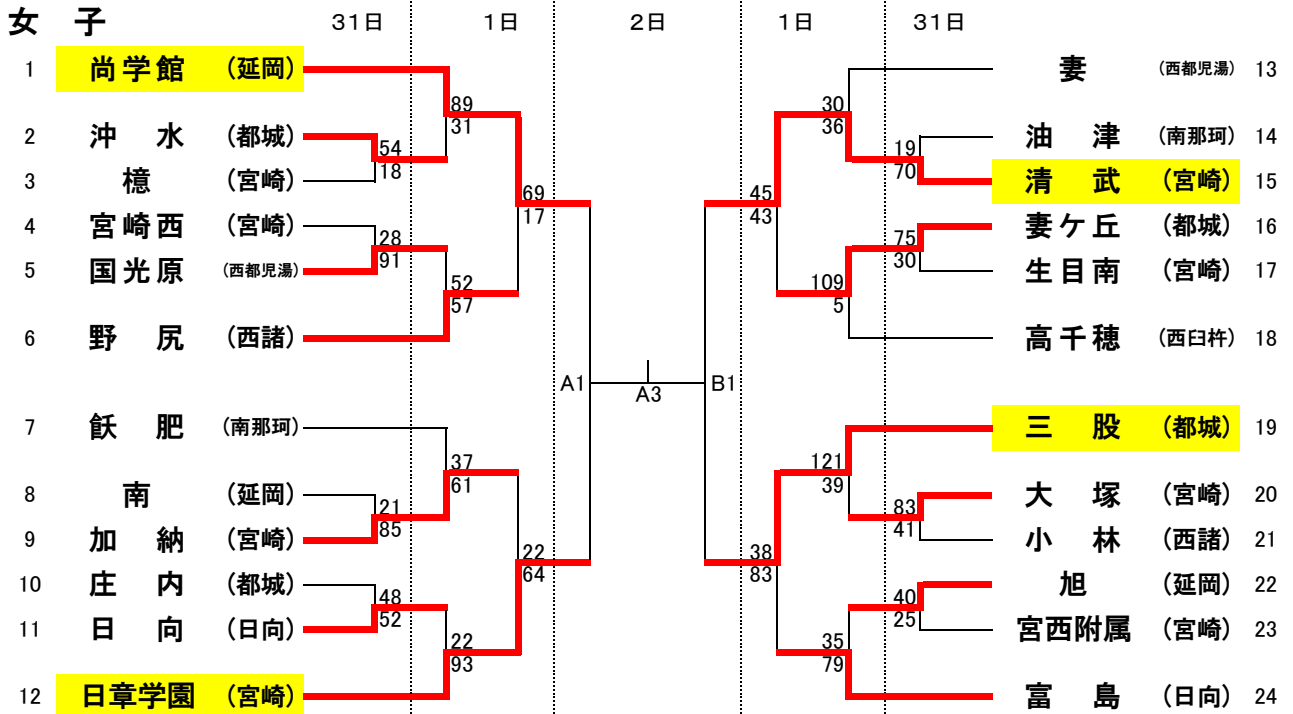 女 子
31日 1日 2日 1日 31日
1 尚学館 (延岡)
2 沖 水 (都城)
3 檍 (宮崎)
4 宮崎西 (宮崎)
5 国光原 (西都児湯)
6 野 尻 (西諸)
7 飫 肥 (南那珂)
8 南 (延岡)
9 加 納 (宮崎)
10 庄 内 (都城)
11 日 向 (日向)
12 日章学園 (宮崎)
54
18
28
91
21
85
48
52
89
31
52
57
37
61
22
93
69
17
22
64
A1
A3
B1
45
43
38
83
30
36
109
5
121
39
35
79
19
70
75
30
83
41
40
25
妻 (西都児湯) 13
油 津 (南那珂) 14
清 武 (宮崎) 15
妻ケ丘 (都城) 16
生目南 (宮崎) 17
高千穂 (西臼杵) 18
三 股 (都城) 19
大 塚 (宮崎) 20
小 林 (西諸) 21
旭 (延岡) 22
宮西附属 (宮崎) 23
富 島 (日向) 24